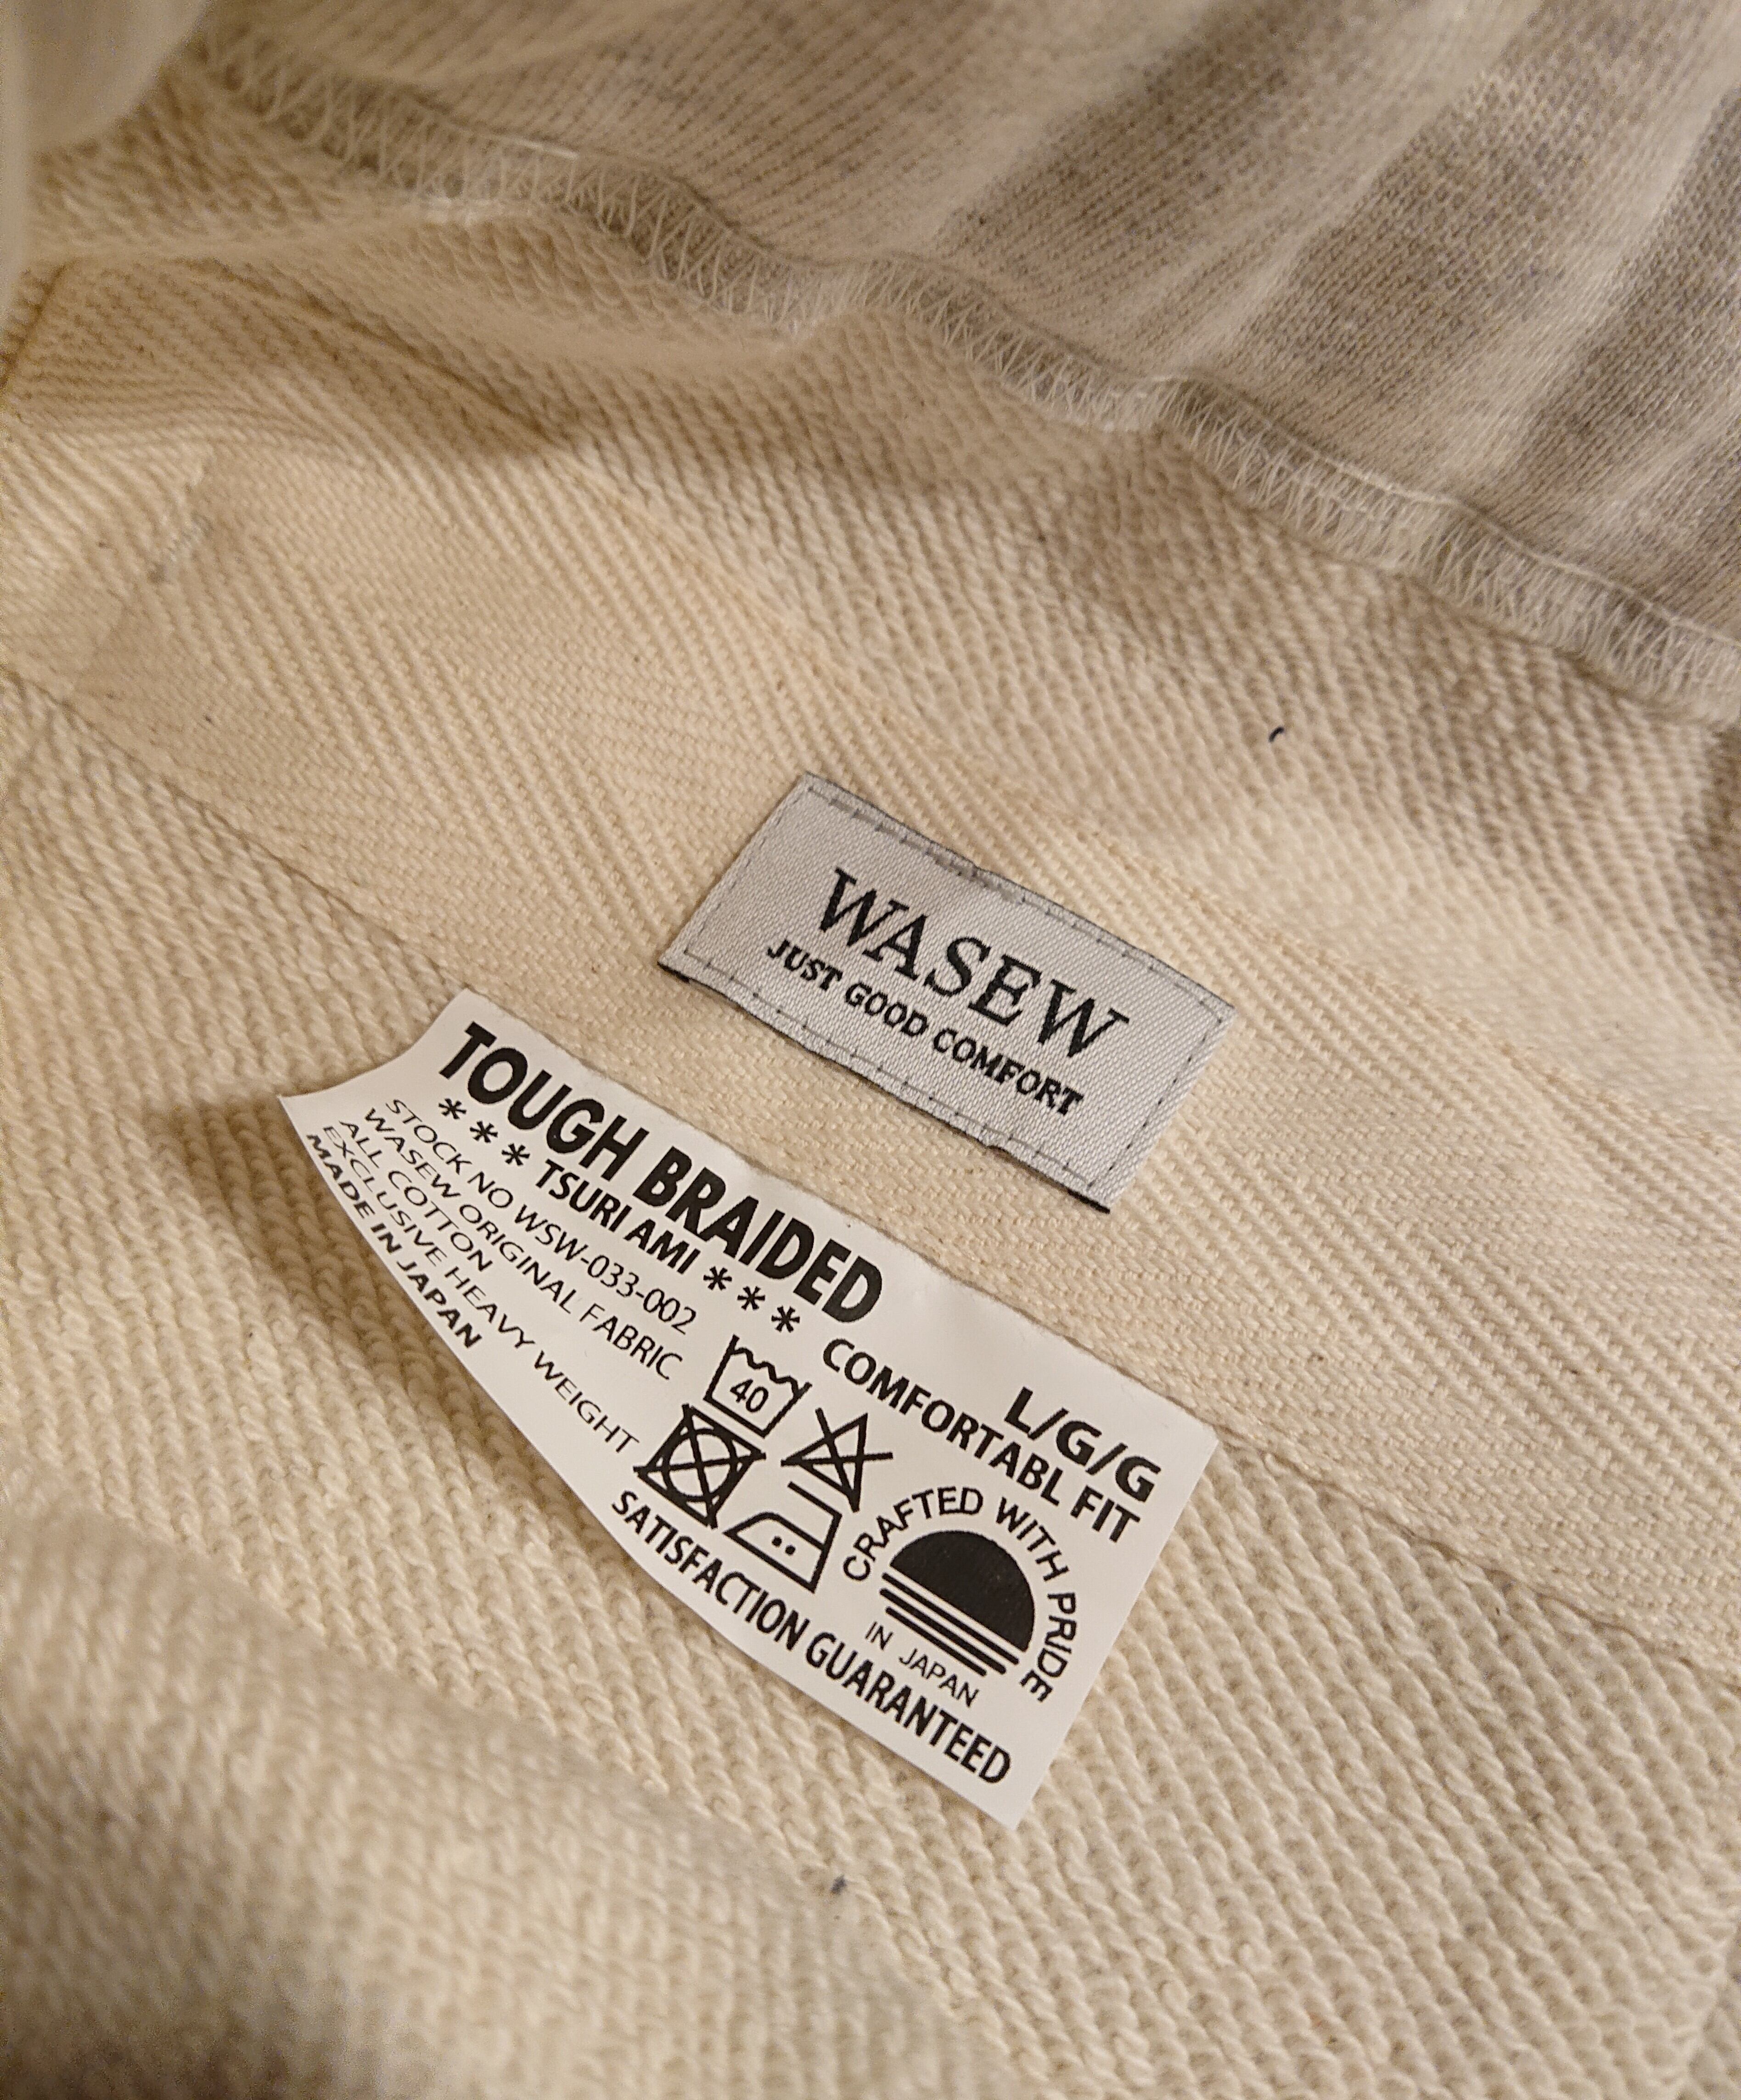 WASEW
JUST GOOD COMFORT
TOUGH BRAIDED
*** TSURI AMI ***
STOCK NO WSW-033-002
WASEW ORIGINAL FABRIC
ALL COTTON
EXCLUSIVE HEAVY WEIGHT
MADE IN JAPAN
40
L/G/G
COMFORTABL FIT
CRAFTED WITH PRIDE
IN JAPAN
SATISFACTION GUARANTEED